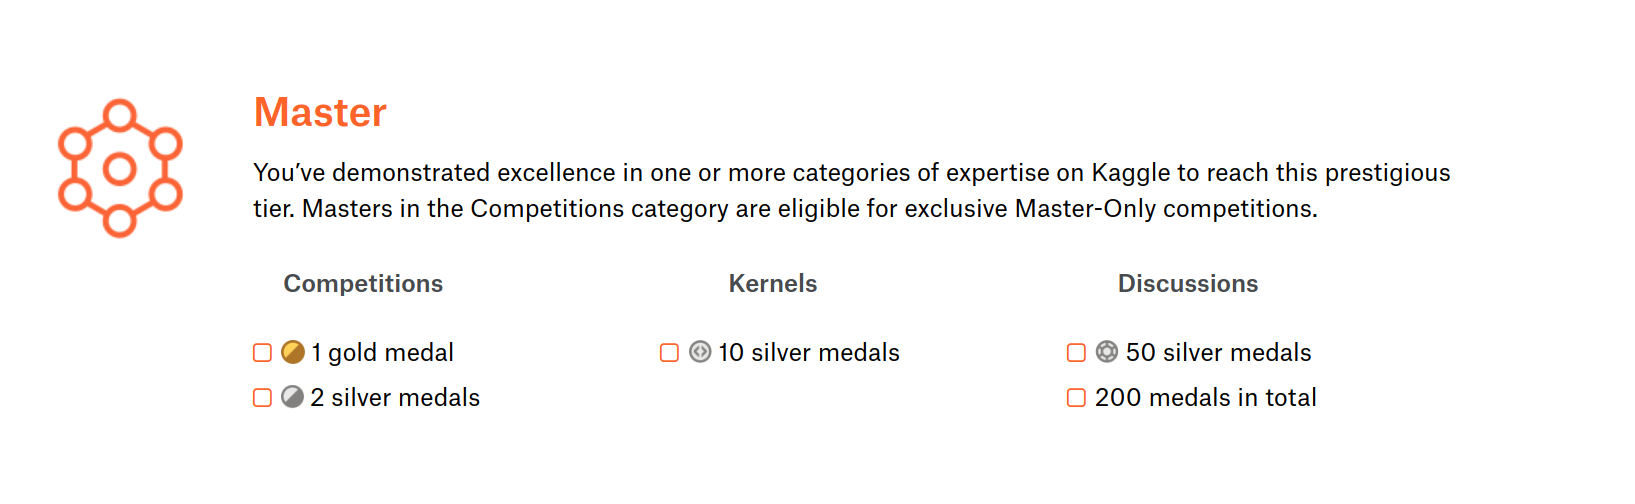 Master
You’ve demonstrated excellence in one or more categories of expertise on Kaggle to reach this prestigious
tier. Masters in the Competitions category are eligible for exclusive Master-Only competitions.
Competitions
Kernels
Discussions
1 gold medal
10 silver medals
50 silver medals
2 silver medals
200 medals in total